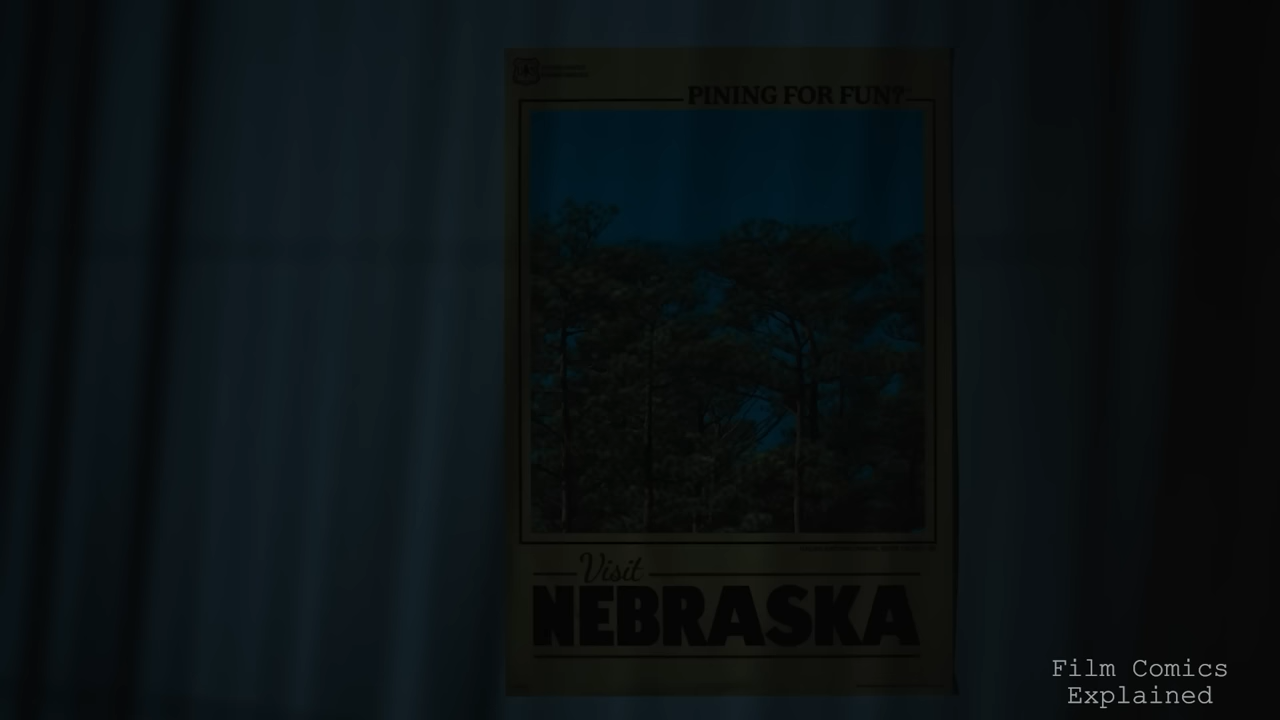 PINING FOR FUN?
Visit
NEBRASKA
Film Comics
Explained